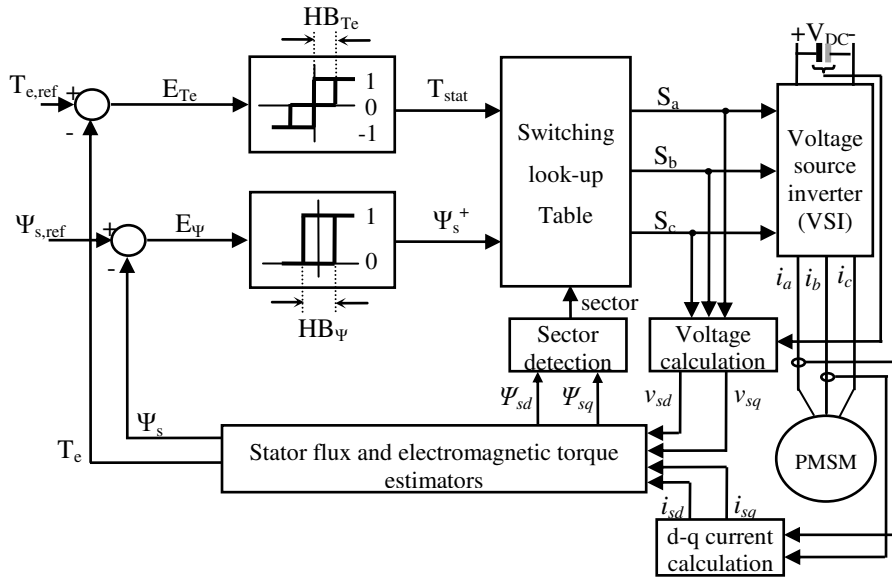 HB_Te
+V_DC-
T_e,ref
+
-
E_Te
1
0
-1
T_stat
Switching
look-up
Table
S_a
S_b
S_c
Voltage
source
inverter
(VSI)
Ψ_s,ref
+
-
E_Ψ
1
0
Ψ_s^+
HB_Ψ
i_a
i_b
i_c
sector
Sector
detection
Voltage
calculation
Ψ_sd
Ψ_sq
v_sd
v_sq
Ψ_s
T_e
Stator flux and electromagnetic torque
estimators
PMSM
i_sd
i_sq
d-q current
calculation